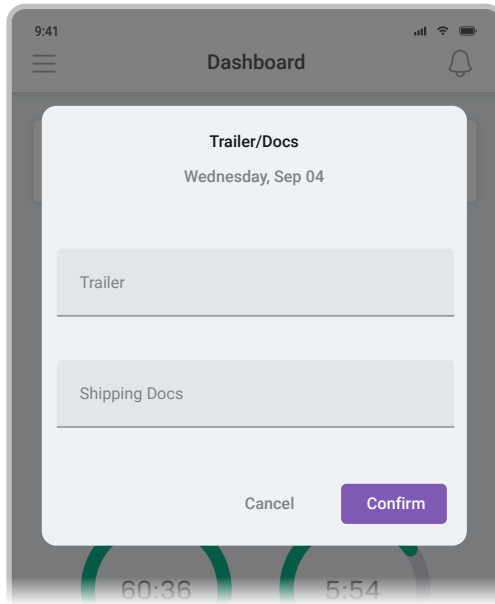 9:41
Dashboard
Trailer/Docs
Wednesday, Sep 04
Trailer
Shipping Docs
Cancel Confirm
60:36 5:54